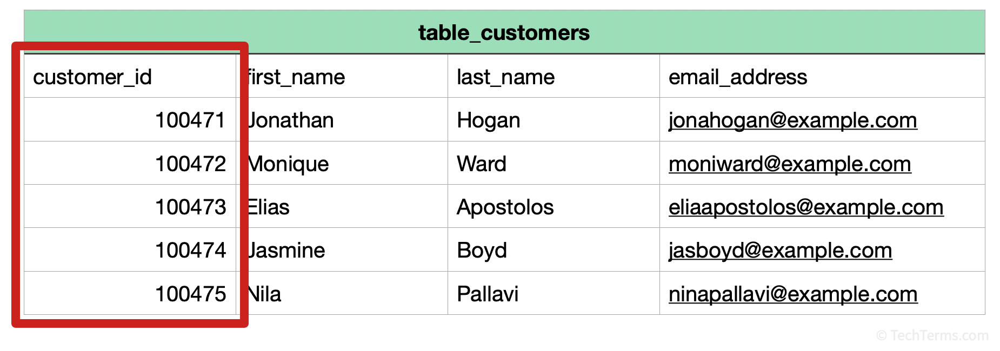 table_customers
customer_id first_name last_name email_address
100471 Jonathan Hogan jonahogan@example.com
100472 Monique Ward moniward@example.com
100473 Elias Apostolos eliaapostolos@example.com
100474 Jasmine Boyd jasboyd@example.com
100475 Nila Pallavi ninapallavi@example.com
© TechTerms.com